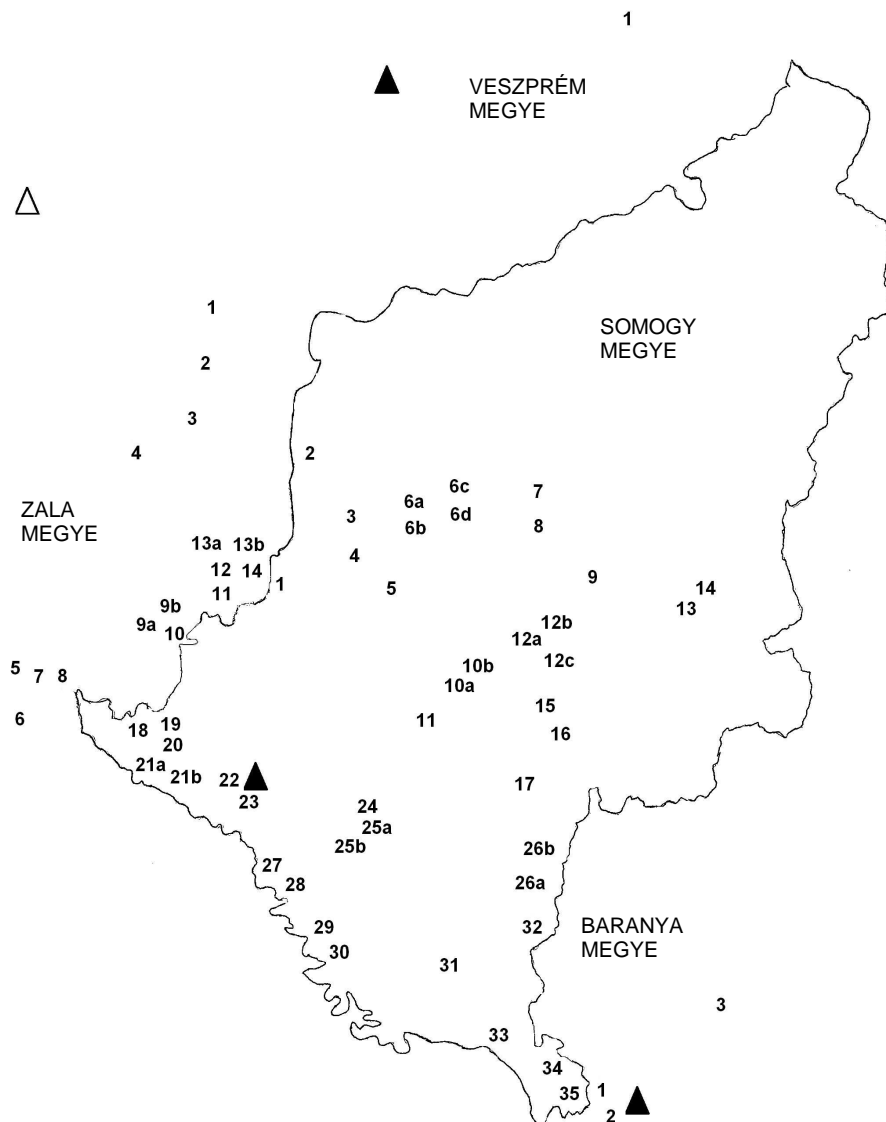 1
VESZPRÉM
MEGYE
1
SOMOGY
MEGYE
2
3
4
2
ZALA
MEGYE
6c
6a
7
3
6d
6b
8
13a
13b
4
12
14
1
9
5
14
11
9b
13
9a
12b
10
12a
12c
5
10b
7
8
10a
15
6
11
18
19
16
20
21a
21b
22
17
23
24
25a
25b
26b
27
28
26a
29
32
BARANYA
MEGYE
30
31
3
33
34
35
1
2